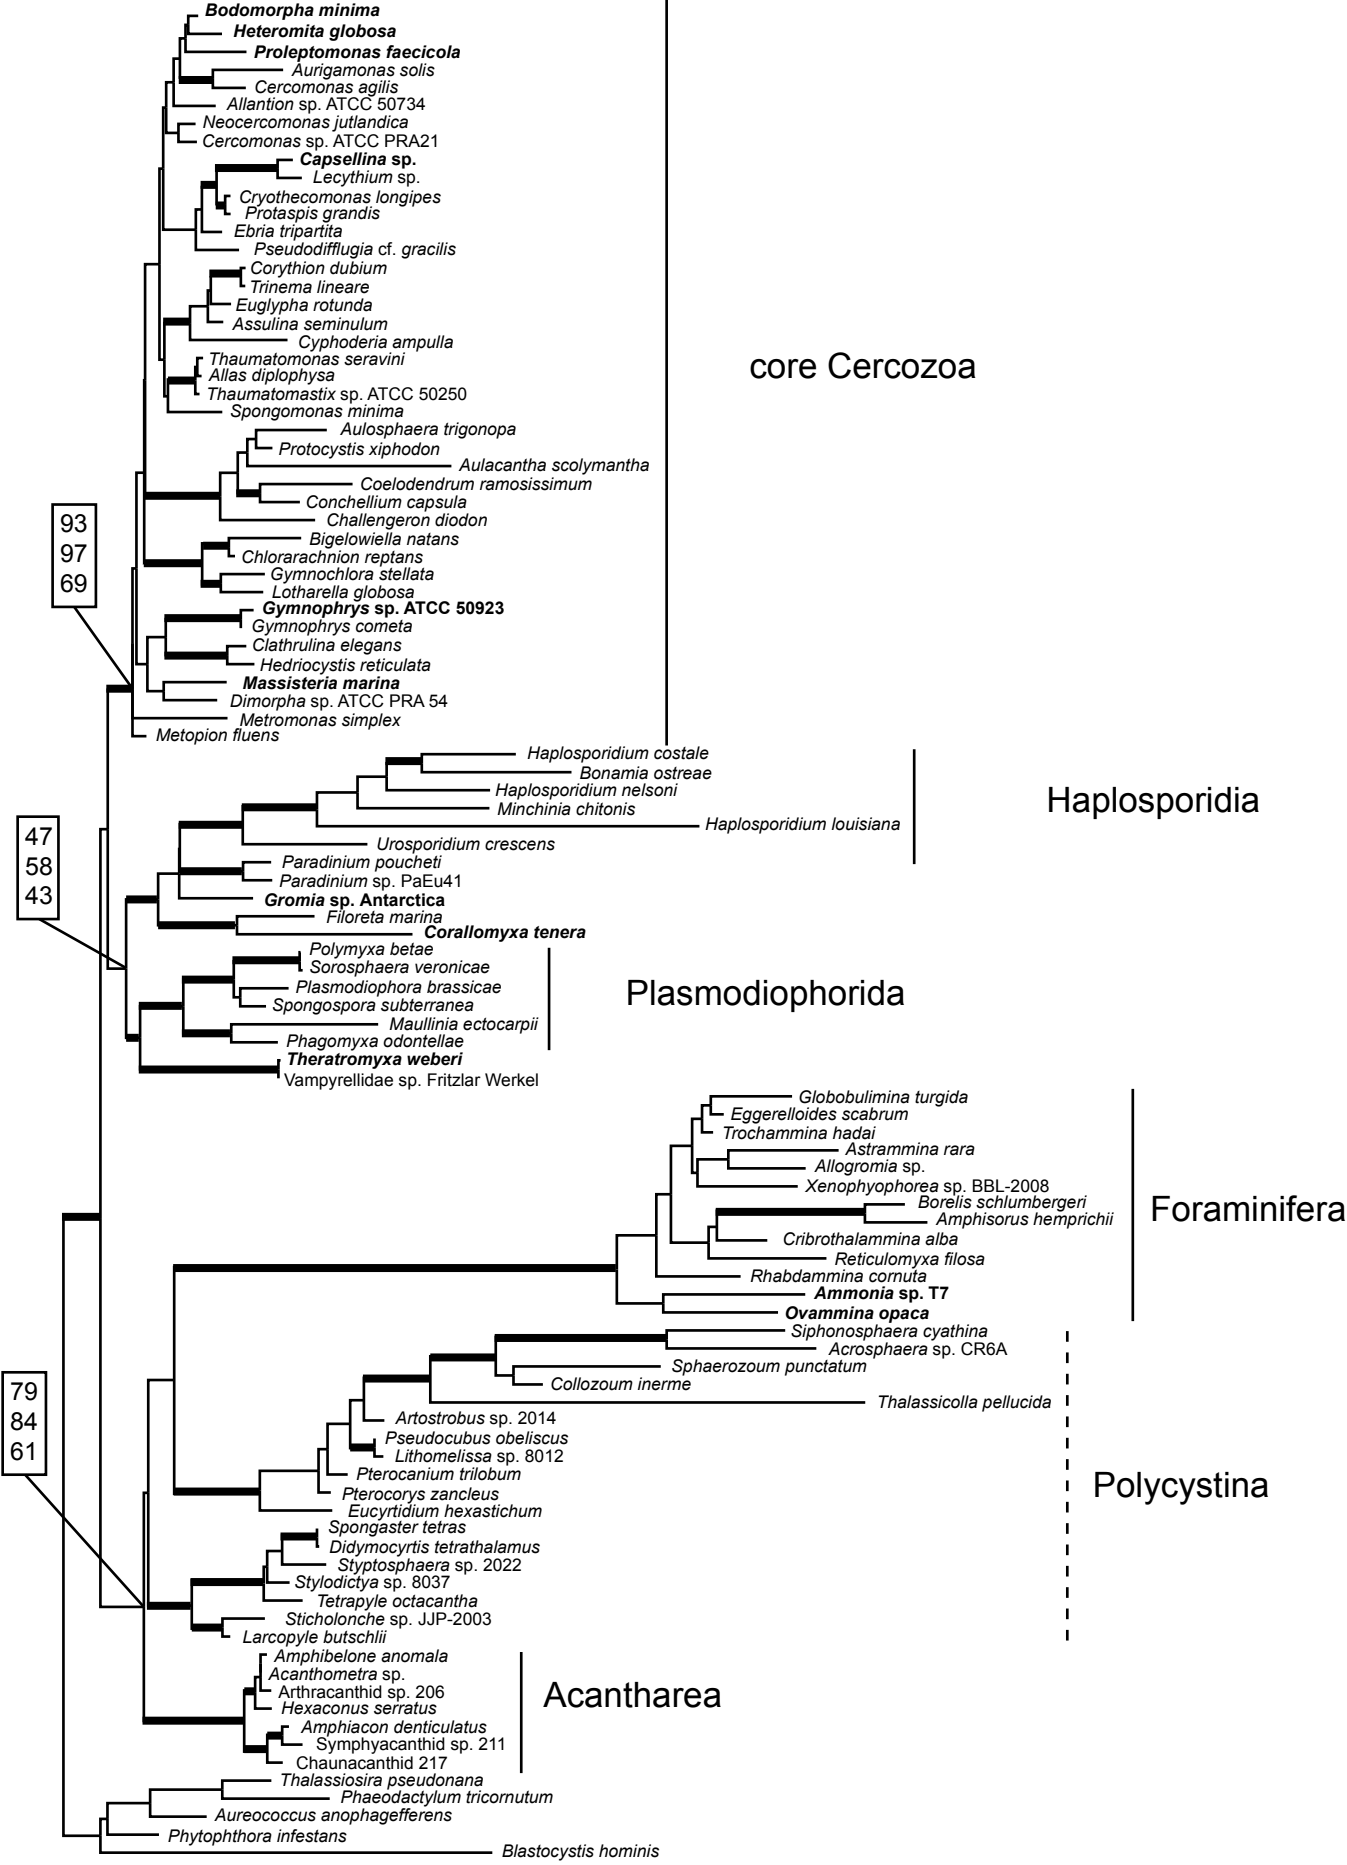 Bodomorpha minima
Heteromita globosa
Proleptomonas faecicola
Aurigamonas solis
Cercomonas agilis
Allantion sp. ATCC 50734
Neocercomonas jutlandica
Cercomonas sp. ATCC PRA21
Capsellina sp.
Lecythium sp.
Cryothecomonas longipes
Protaspis grandis
Ebria tripartita
Pseudodifflugia cf. gracilis
Corythion dubium
Trinema lineare
Euglypha rotunda
Assulina seminulum
Cyphoderia ampulla
Thaumatomonas seravini
Allas diplophysa
Thaumatomastix sp. ATCC 50250
Spongomonas minima
core Cercozoa
Aulosphaera trigonopa
Protocystis xiphodon
Aulacantha scolymantha
Coelodendrum ramosissimum
Conchellium capsula
Challengeron diodon
93
97
69
Bigelowiella natans
Chlorarachnion reptans
Gymnochlora stellata
Lotharella globosa
Gymnophrys sp. ATCC 50923
Gymnophrys cometa
Clathrulina elegans
Hedriocystis reticulata
Massisteria marina
Dimorpha sp. ATCC PRA 54
Metromonas simplex
Metopion fluens
Haplosporidium costale
Bonamia ostreae
Haplosporidium nelsoni
Minchinia chitonis
Haplosporidium louisiana
Urosporidium crescens
Haplosporidia
47
58
43
Paradinium poucheti
Paradinium sp. PaEu41
Gromia sp. Antarctica
Filoreta marina
Corallomyxa tenera
Polymyxa betae
Sorosphaera veronicae
Plasmodiophora brassicae
Spongospora subterranea
Maullinia ectocarpii
Phagomyxa odontellae
Plasmodiophorida
Theratromyxa weberi
Vampyrellidae sp. Fritzlar Werkel
Globobulimina turgida
Eggerelloides scabrum
Trochammina hadai
Astrammina rara
Allogromia sp.
Xenophyophorea sp. BBL-2008
Borelis schlumbergeri
Amphisorus hemprichii
Cribrothalammina alba
Reticulomyxa filosa
Rhabdammina cornuta
Ammonia sp. T7
Ovammina opaca
Foraminifera
Siphonosphaera cyathina
Acrosphaera sp. CR6A
Sphaerozoum punctatum
Collozoum inerme
Thalassicolla pellucida
79
84
61
Artostrobus sp. 2014
Pseudocubus obeliscus
Lithomelissa sp. 8012
Pterocanium trilobum
Pterocorys zancleus
Eucyrtidium hexastichum
Spongaster tetras
Didymocyrtis tetrathalamus
Styptosphaera sp. 2022
Stylodictya sp. 8037
Tetrapyle octacantha
Sticholonche sp. JJP-2003
Larcopyle butschlii
Polycystina
Amphibelone anomala
Acanthometra sp.
Arthracanthid sp. 206
Hexaconus serratus
Amphiacon denticulatus
Symphyacanthid sp. 211
Chaunacanthid 217
Acantharea
Thalassiosira pseudonana
Phaeodactylum tricornutum
Aureococcus anophagefferens
Phytophthora infestans
Blastocystis hominis